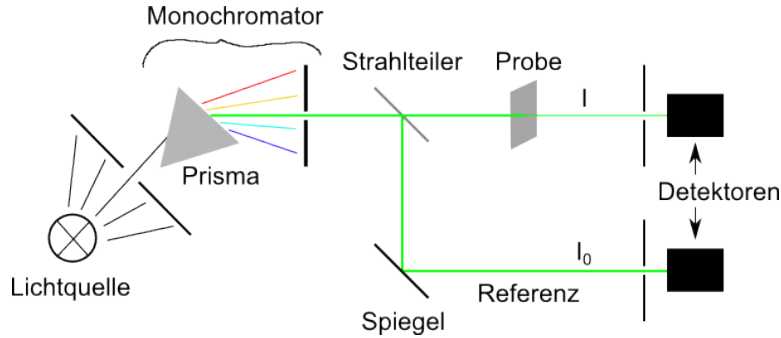 Monochromator
Strahlteiler
Probe
I
Prisma
Detektoren
Lichtquelle
I₀
Referenz
Spiegel